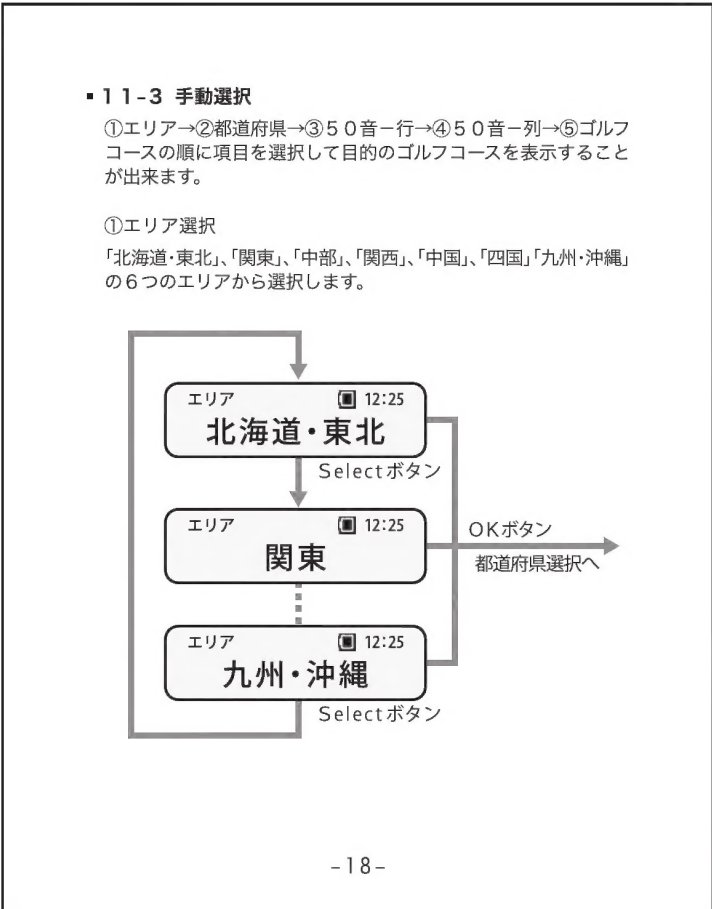 ▪11-3 手動選択
①エリア→②都道府県→③50音－行→④50音－列→⑤ゴルフ
コースの順に項目を選択して目的のゴルフコースを表示すること
が出来ます。
①エリア選択
「北海道・東北」、「関東」、「中部」、「関西」、「中国」、「四国」「九州・沖縄」
の6つのエリアから選択します。
エリア 12:25
北海道・東北
Selectボタン
エリア 12:25
関東
OKボタン
都道府県選択へ
エリア 12:25
九州・沖縄
Selectボタン
-18-